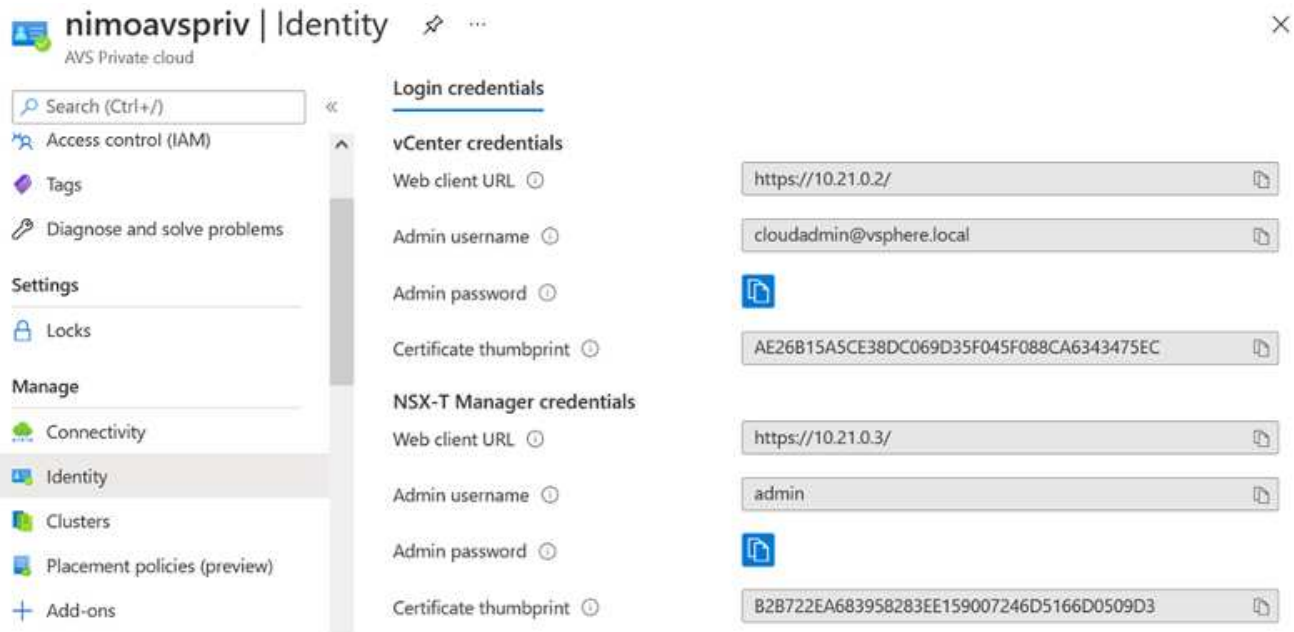 nimoavspriv | Identity
AVS Private cloud
Search (Ctrl+/)
Access control (IAM)
Tags
Diagnose and solve problems
Settings
Locks
Manage
Connectivity
Identity
Clusters
Placement policies (preview)
Add-ons
Login credentials
vCenter credentials
Web client URL
https://10.21.0.2/
Admin username
cloudadmin@vsphere.local
Admin password
Certificate thumbprint
AE26B15A5CE38DC069D35F045F088CA6343475EC
NSX-T Manager credentials
Web client URL
https://10.21.0.3/
Admin username
admin
Admin password
Certificate thumbprint
B2B722EA683958283EE159007246D5166D0509D3